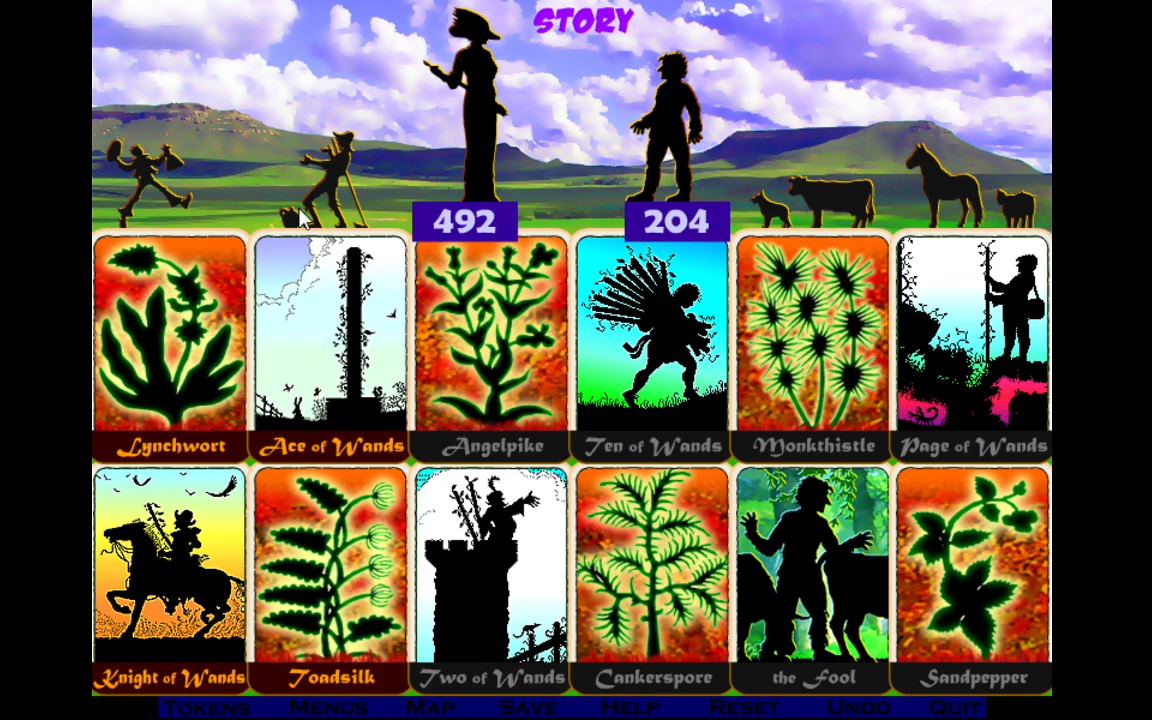 STORY
492 204
Lynchwort Ace of Wands Angelpike Ten of Wands Monkthistle Page of Wands
Knight of Wands Toadsilk Two of Wands Cankerspore the Fool Sandpepper
TOKENS MENUS MAP SAVE HELP RESET UNDO QUIT